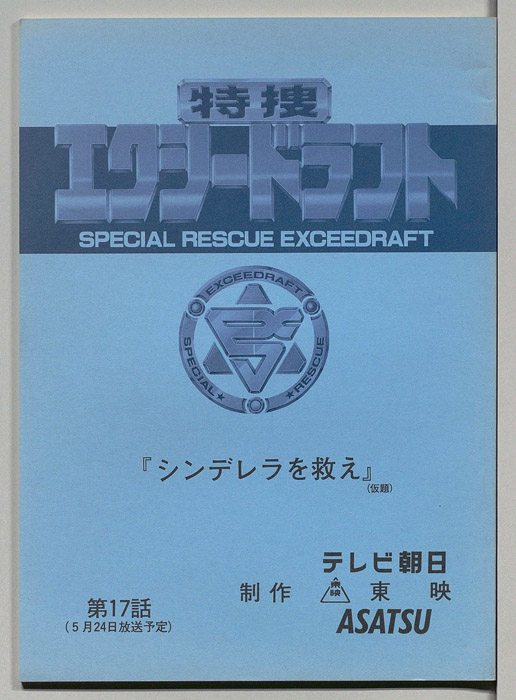 特捜
エクシードラフト
SPECIAL RESCUE EXCEEDRAFT
EXCEEDRAFT
SPECIAL ★ ★ RESCUE
『シンデレラを救え』
(仮題)
テレビ朝日
制作 東映 東映
ASATSU
第17話
(5月24日放送予定)